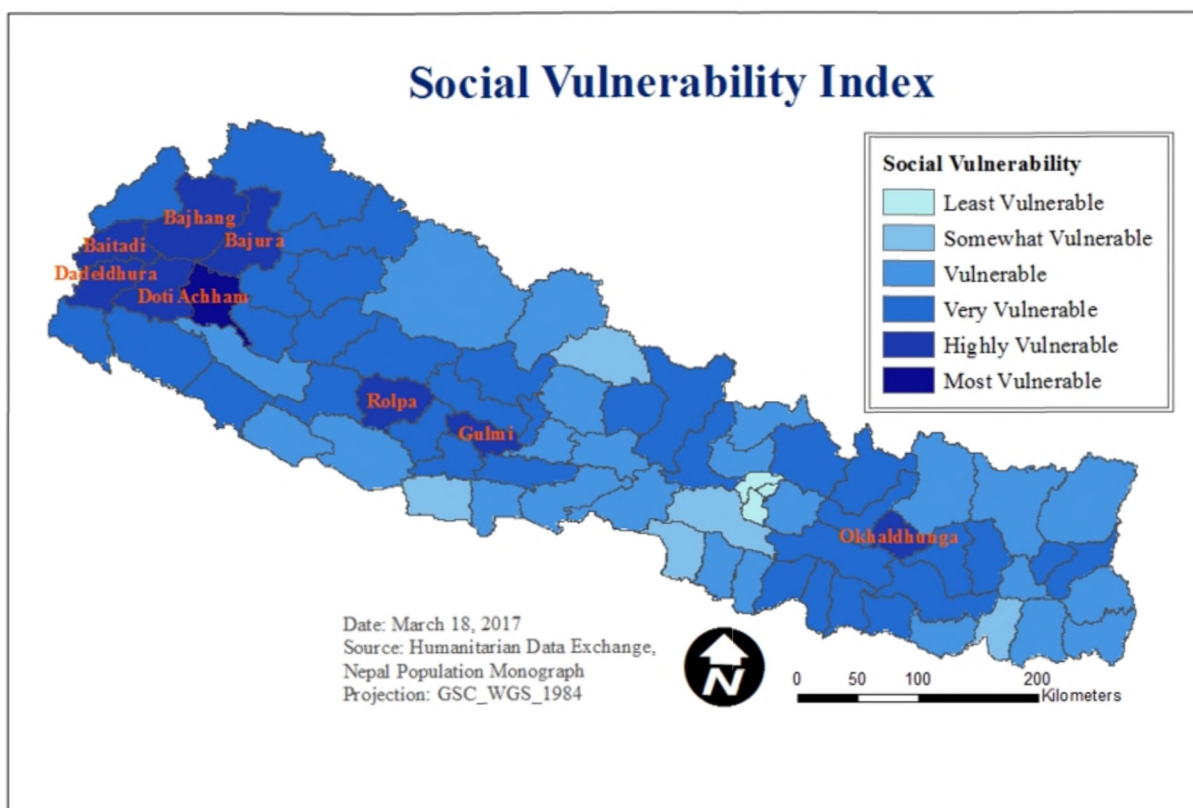 Social Vulnerability Index
Social Vulnerability
Least Vulnerable
Somewhat Vulnerable
Vulnerable
Very Vulnerable
Highly Vulnerable
Most Vulnerable
Bajhang
Baitadi
Bajura
Dadeldhura
Doti Achham
Rolpa
Gulmi
Okhaldhunga
Date: March 18, 2017
Source: Humanitarian Data Exchange,
Nepal Population Monograph
Projection: GSC_WGS_1984
N
0 50 100 200
Kilometers